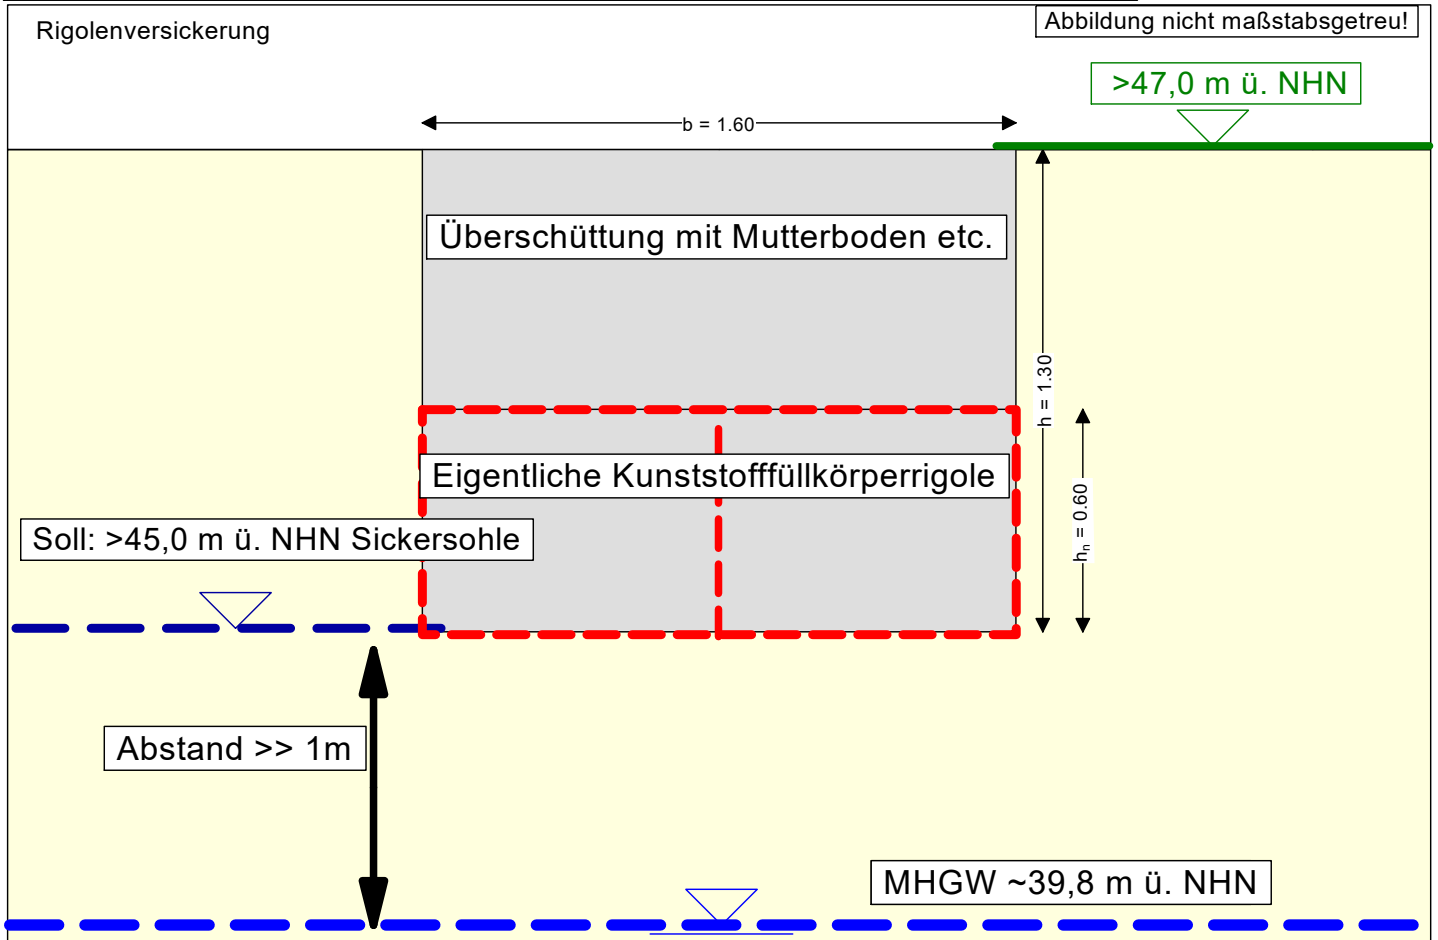 Rigolenversickerung
Abbildung nicht maßstabsgetreu!
>47,0 m ü. NHN
b = 1.60
Überschüttung mit Mutterboden etc.
h = 1.30
Eigentliche Kunststofffüllkörperrigole
hₙ = 0.60
Soll: >45,0 m ü. NHN Sickersohle
Abstand >> 1m
MHGW ~39,8 m ü. NHN